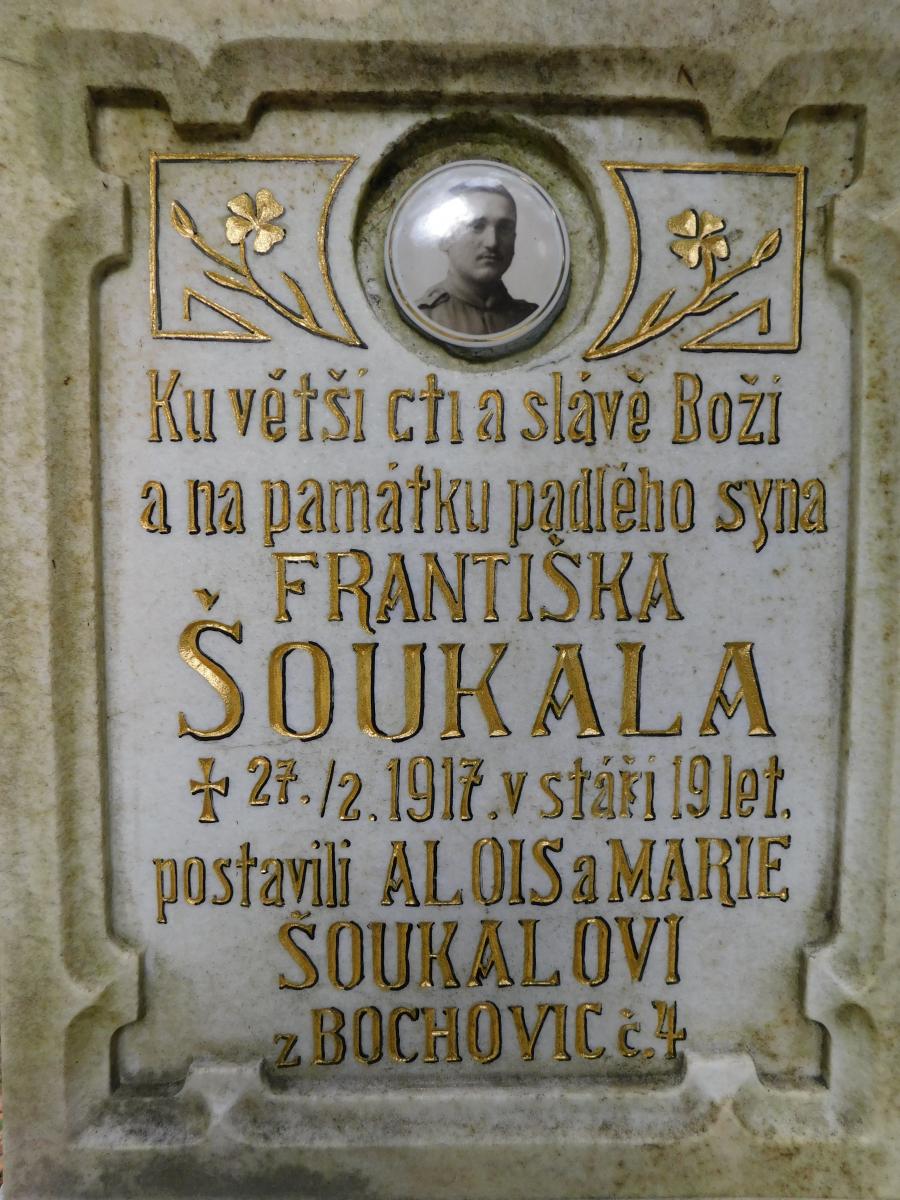 Ku větší cti a slávě Boží
a na památku padlého syna
FRANTIŠKA
ŠOUKALA
✝ 27./2. 1917. v stáří 19 let.
postavili ALOIS a MARIE
ŠOUKALOVI
z BOCHOVIC č. 4